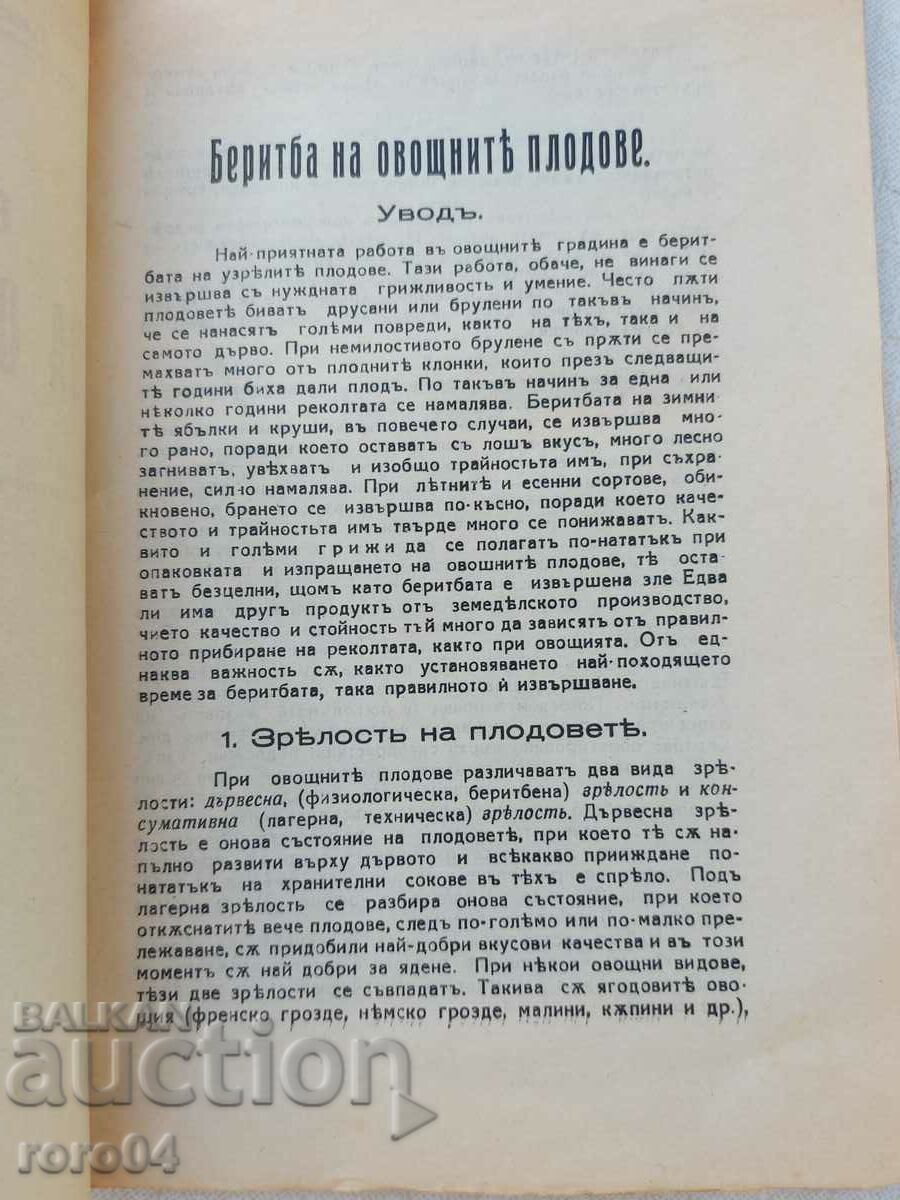 Беритба на овощнитѣ плодове.
Уводъ.
Най-приятната работа въ овощнитѣ градина е берит-
бата на узрѣлитѣ плодове. Тази работа, обаче, не винаги се
извършва съ нуждната грижливость и умение. Често пѫти
плодоветѣ биватъ друсани или брулени по такъвъ начинъ,
че се нанасятъ голѣми повреди, както на тѣхъ, така и на
самото дърво. При немилостивото брулене съ прѫти се пре-
махватъ много отъ плоднитѣ клонки, които презъ следващи-
тѣ години биха дали плодъ. По такъвъ начинъ за една или
нѣколко години реколтата се намалява. Беритбата на зимни
тѣ ябълки и круши, въ повечето случаи, се извършва мно-
го рано, поради което оставатъ съ лошъ вкусъ, много лесно
загниватъ, увѣхватъ и изобщо трайностьта имъ, при съхра-
нение, силно намалява. При лѣтнитѣ и есенни сортове, оби-
кновено, брането се извършва по-късно, поради което каче-
ството и трайностьта имъ твърде много се понижаватъ. Как-
вито и голѣми грижи да се полагатъ по-нататъкъ при
опаковката и изпращането на овошнитѣ плодове, тѣ оста-
ватъ безцелни, щомъ като беритбата е извършена зле Едва
ли има другъ продуктъ отъ земедѣлското производство,
чието качество и стойность тъй много да зависятъ отъ правил-
ното прибиране на реколтата, както при овощията. Отъ ед-
наква важность сѫ, както установяването най-походящето
време за беритбата, така правилното ѝ извършване.
1. Зрѣлость на плодоветѣ.
При овощнитѣ плодове различаватъ два вида зрѣ-
лости: дървесна, (физиологическа, беритбена) зрѣлость и кон-
сумативна (лагерна, техническа) зрѣлость. Дървесна зрѣ-
лость е онова състояние на плодоветѣ, при което тѣ сѫ на-
пълно развити върху дървото и всѣкакво прииждане по-
нататъкъ на хранителни сокове въ тѣхъ е спрѣло. Подъ
лагерна зрѣлость се разбира онова състояние, при което
откѫснатитѣ вече плодове, следъ по-голѣмо или по-малко пре-
лежаване, сѫ придобили най-добри вкусови качества и въ този
моментъ сѫ най добри за ядене. При нѣкои овощни видове,
тѣзи две зрѣлости се съвпадатъ. Такива сѫ ягодовитѣ ово-
щия (френско грозде, нѣмско грозде, малини, кѫпини и др.),
BALKAN
auction
roro04